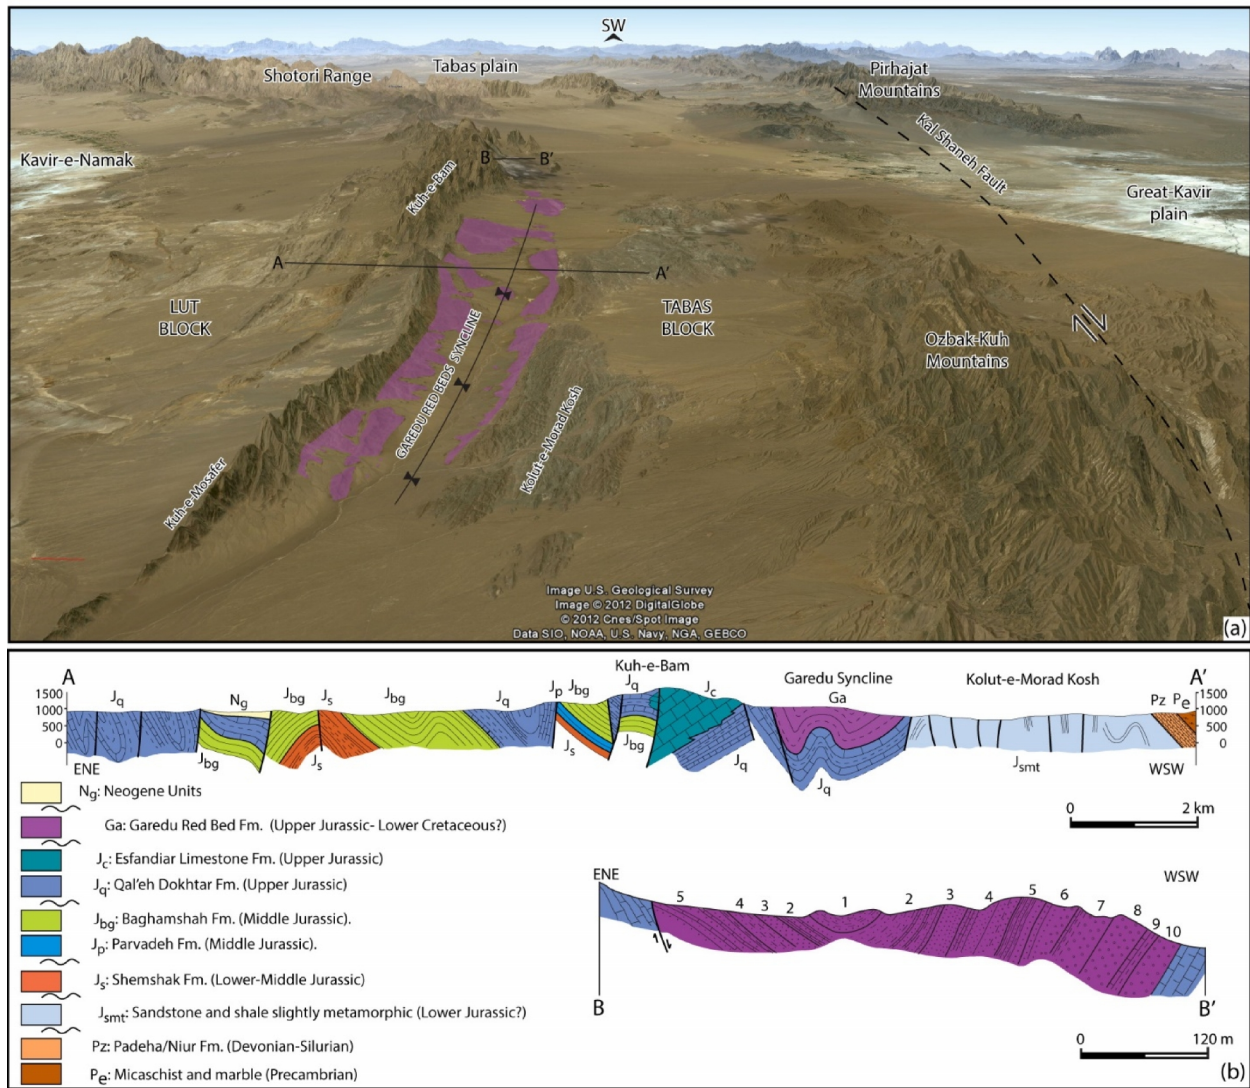 SW
Shotori Range
Tabas plain
Pirhajat
Mountains
Kavir-e-Namak
Kal Shaneh Fault
Great-Kavir
plain
B B'
Kuh-e-Bam
A A'
LUT
BLOCK
TABAS
BLOCK
GAREDU RED BEDS SYNCLINE
Ozbak-Kuh
Mountains
Kolut-e-Morad Kosh
Kuh-e-Mosafer
Image U.S. Geological Survey
Image © 2012 DigitalGlobe
© 2012 Cnes/Spot Image
Data SIO, NOAA, U.S. Navy, NGA, GEBCO
(a)
Kuh-e-Bam
A A'
Jq Ng Jbg Js Jbg Jq Jp Jbg Jq Jc
Garedu Syncline
Ga
Kolut-e-Morad Kosh
Pz Pe
1500
1000
500
0
1500
1000
500
0
ENE Jbg Js Js Jbg Jq Jq Jsmt WSW
Ng: Neogene Units
Ga: Garedu Red Bed Fm. (Upper Jurassic- Lower Cretaceous?)
Jc: Esfandiar Limestone Fm. (Upper Jurassic)
Jq: Qal'eh Dokhtar Fm. (Upper Jurassic)
Jbg: Baghamshah Fm. (Middle Jurassic).
Jp: Parvadeh Fm. (Middle Jurassic).
Js: Shemshak Fm. (Lower-Middle Jurassic)
Jsmt: Sandstone and shale slightly metamorphic (Lower Jurassic?)
Pz: Padeha/Niur Fm. (Devonian-Silurian)
Pe: Micaschist and marble (Precambrian)
0 2 km
ENE WSW
5 4 3 2 1 2 3 4 5 6 7 8 9 10
B B'
0 120 m
(b)